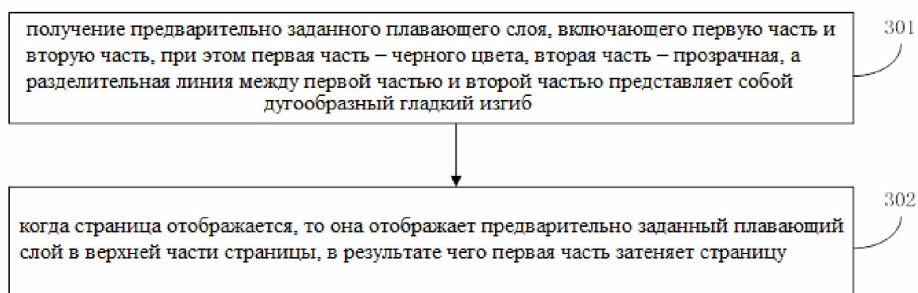 получение предварительно заданного плавающего слоя, включающего первую часть и
301
вторую часть, при этом первая часть – черного цвета, вторая часть – прозрачная, а
разделительная линия между первой частью и второй частью представляет собой
дугообразный гладкий изгиб
302
когда страница отображается, то она отображает предварительно заданный плавающий
слой в верхней части страницы, в результате чего первая часть затеняет страницу